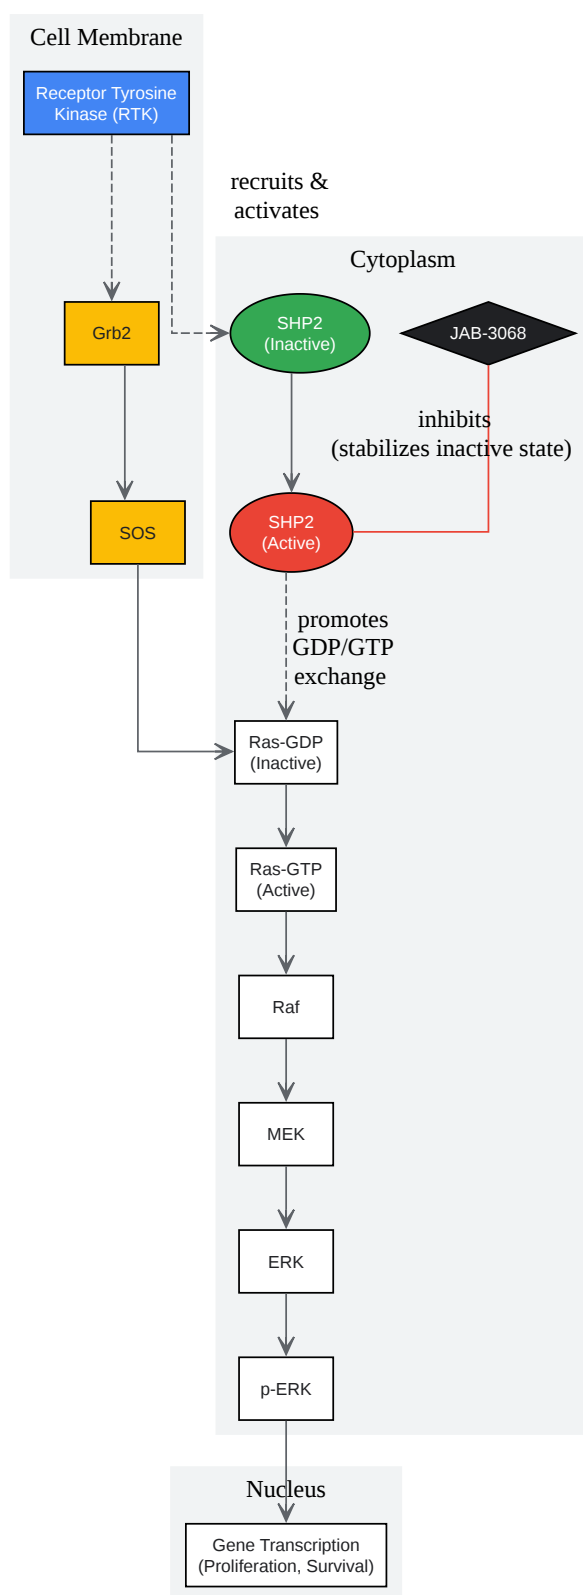 Cell Membrane
Receptor Tyrosine
Kinase (RTK)
recruits &
activates
Cytoplasm
Grb2
SHP2
(Inactive)
JAB-3068
inhibits
(stabilizes inactive state)
SOS
SHP2
(Active)
promotes
GDP/GTP
exchange
Ras-GDP
(Inactive)
Ras-GTP
(Active)
Raf
MEK
ERK
p-ERK
Nucleus
Gene Transcription
(Proliferation, Survival)